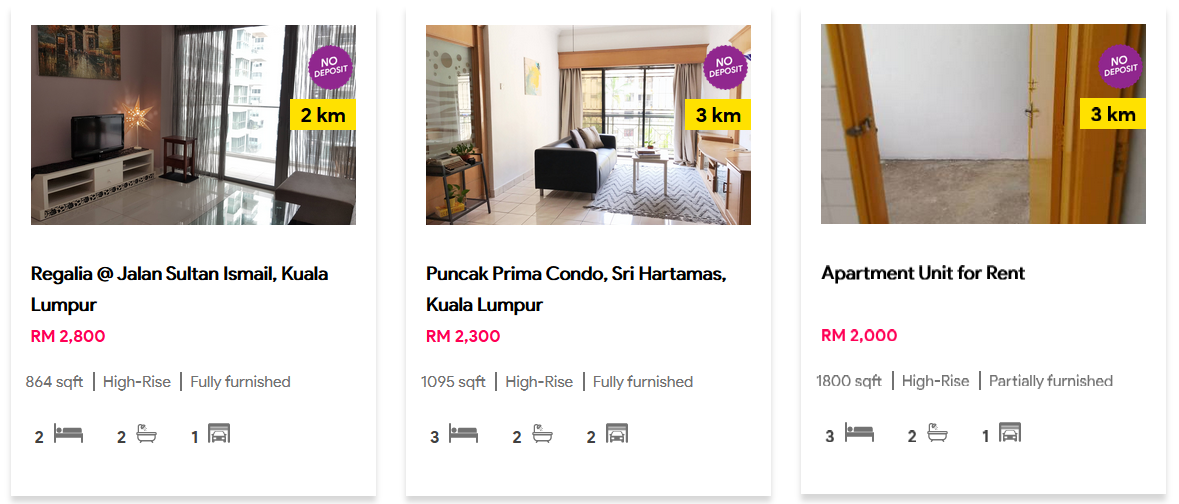 NO
DEPOSIT
2 km
Regalia @ Jalan Sultan Ismail, Kuala
Lumpur
RM 2,800
864 sqft | High-Rise | Fully furnished
2 2 1
NO
DEPOSIT
3 km
Puncak Prima Condo, Sri Hartamas,
Kuala Lumpur
RM 2,300
1095 sqft | High-Rise | Fully furnished
3 2 2
NO
DEPOSIT
3 km
Apartment Unit for Rent
RM 2,000
1800 sqft | High-Rise | Partially furnished
3 2 1